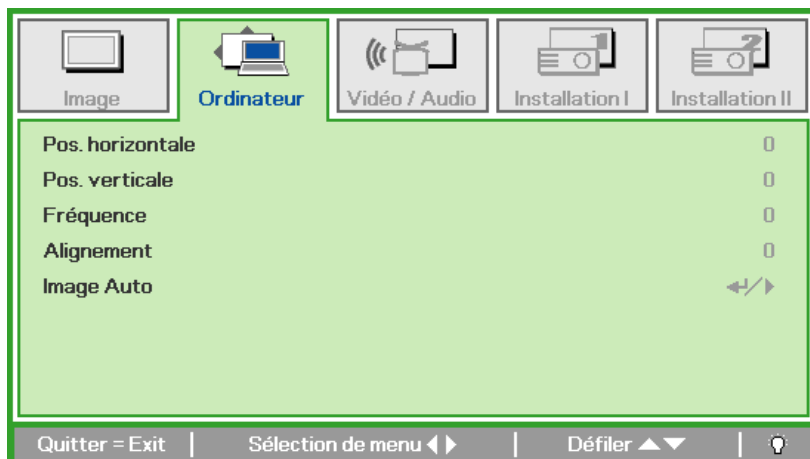 Image Ordinateur Vidéo / Audio Installation I Installation II
Pos. horizontale 0
Pos. verticale 0
Fréquence 0
Alignement 0
Image Auto
Quitter = Exit Sélection de menu Défiler